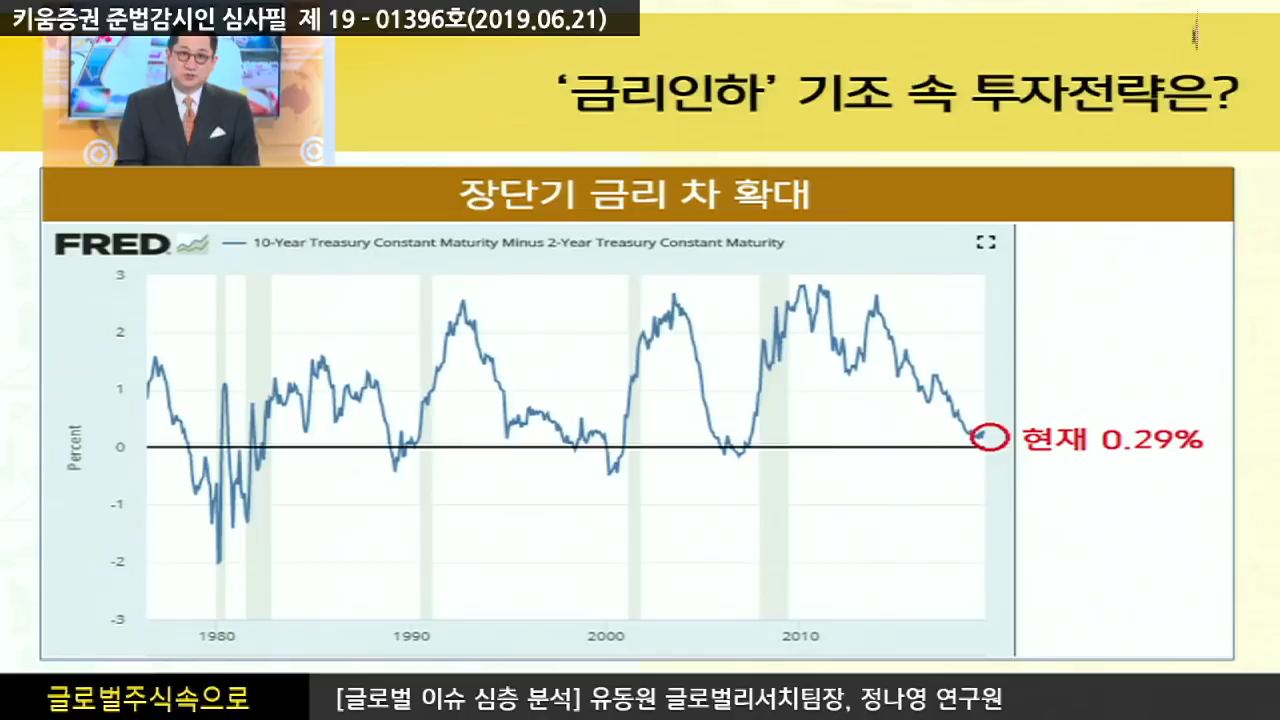 키움증권 준법감시인 심사필 제 19 - 01396호(2019.06.21)
‘금리인하’ 기조 속 투자전략은?
장단기 금리 차 확대
FRED
10-Year Treasury Constant Maturity Minus 2-Year Treasury Constant Maturity
3
2
1
0
-1
-2
-3
Percent
현재 0.29%
1980
1990
2000
2010
글로벌주식속으로
[글로벌 이슈 심층 분석] 유동원 글로벌리서치팀장, 정나영 연구원